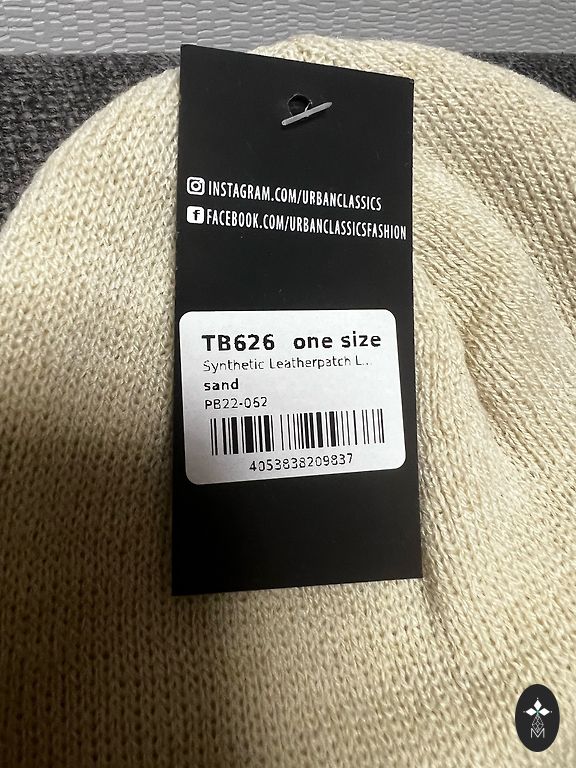 INSTAGRAM.COM/URBANCLASSICS
FACEBOOK.COM/URBANCLASSICSFASHION
TB626 one size
Synthetic Leatherpatch L...
sand
PB22-062
4053838209837